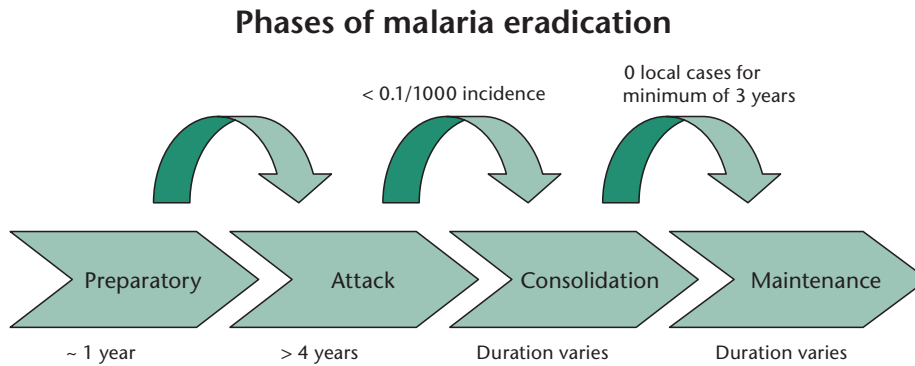 Phases of malaria eradication
< 0.1/1000 incidence
0 local cases for
minimum of 3 years
Preparatory
Attack
Consolidation
Maintenance
~ 1 year
> 4 years
Duration varies
Duration varies